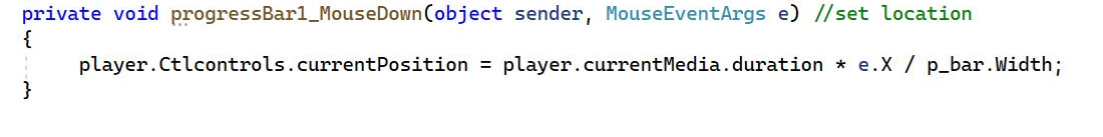 private void progressBar1_MouseDown(object sender, MouseEventArgs e) //set location
{
player.Ctlcontrols.currentPosition = player.currentMedia.duration * e.X / p_bar.Width;
}